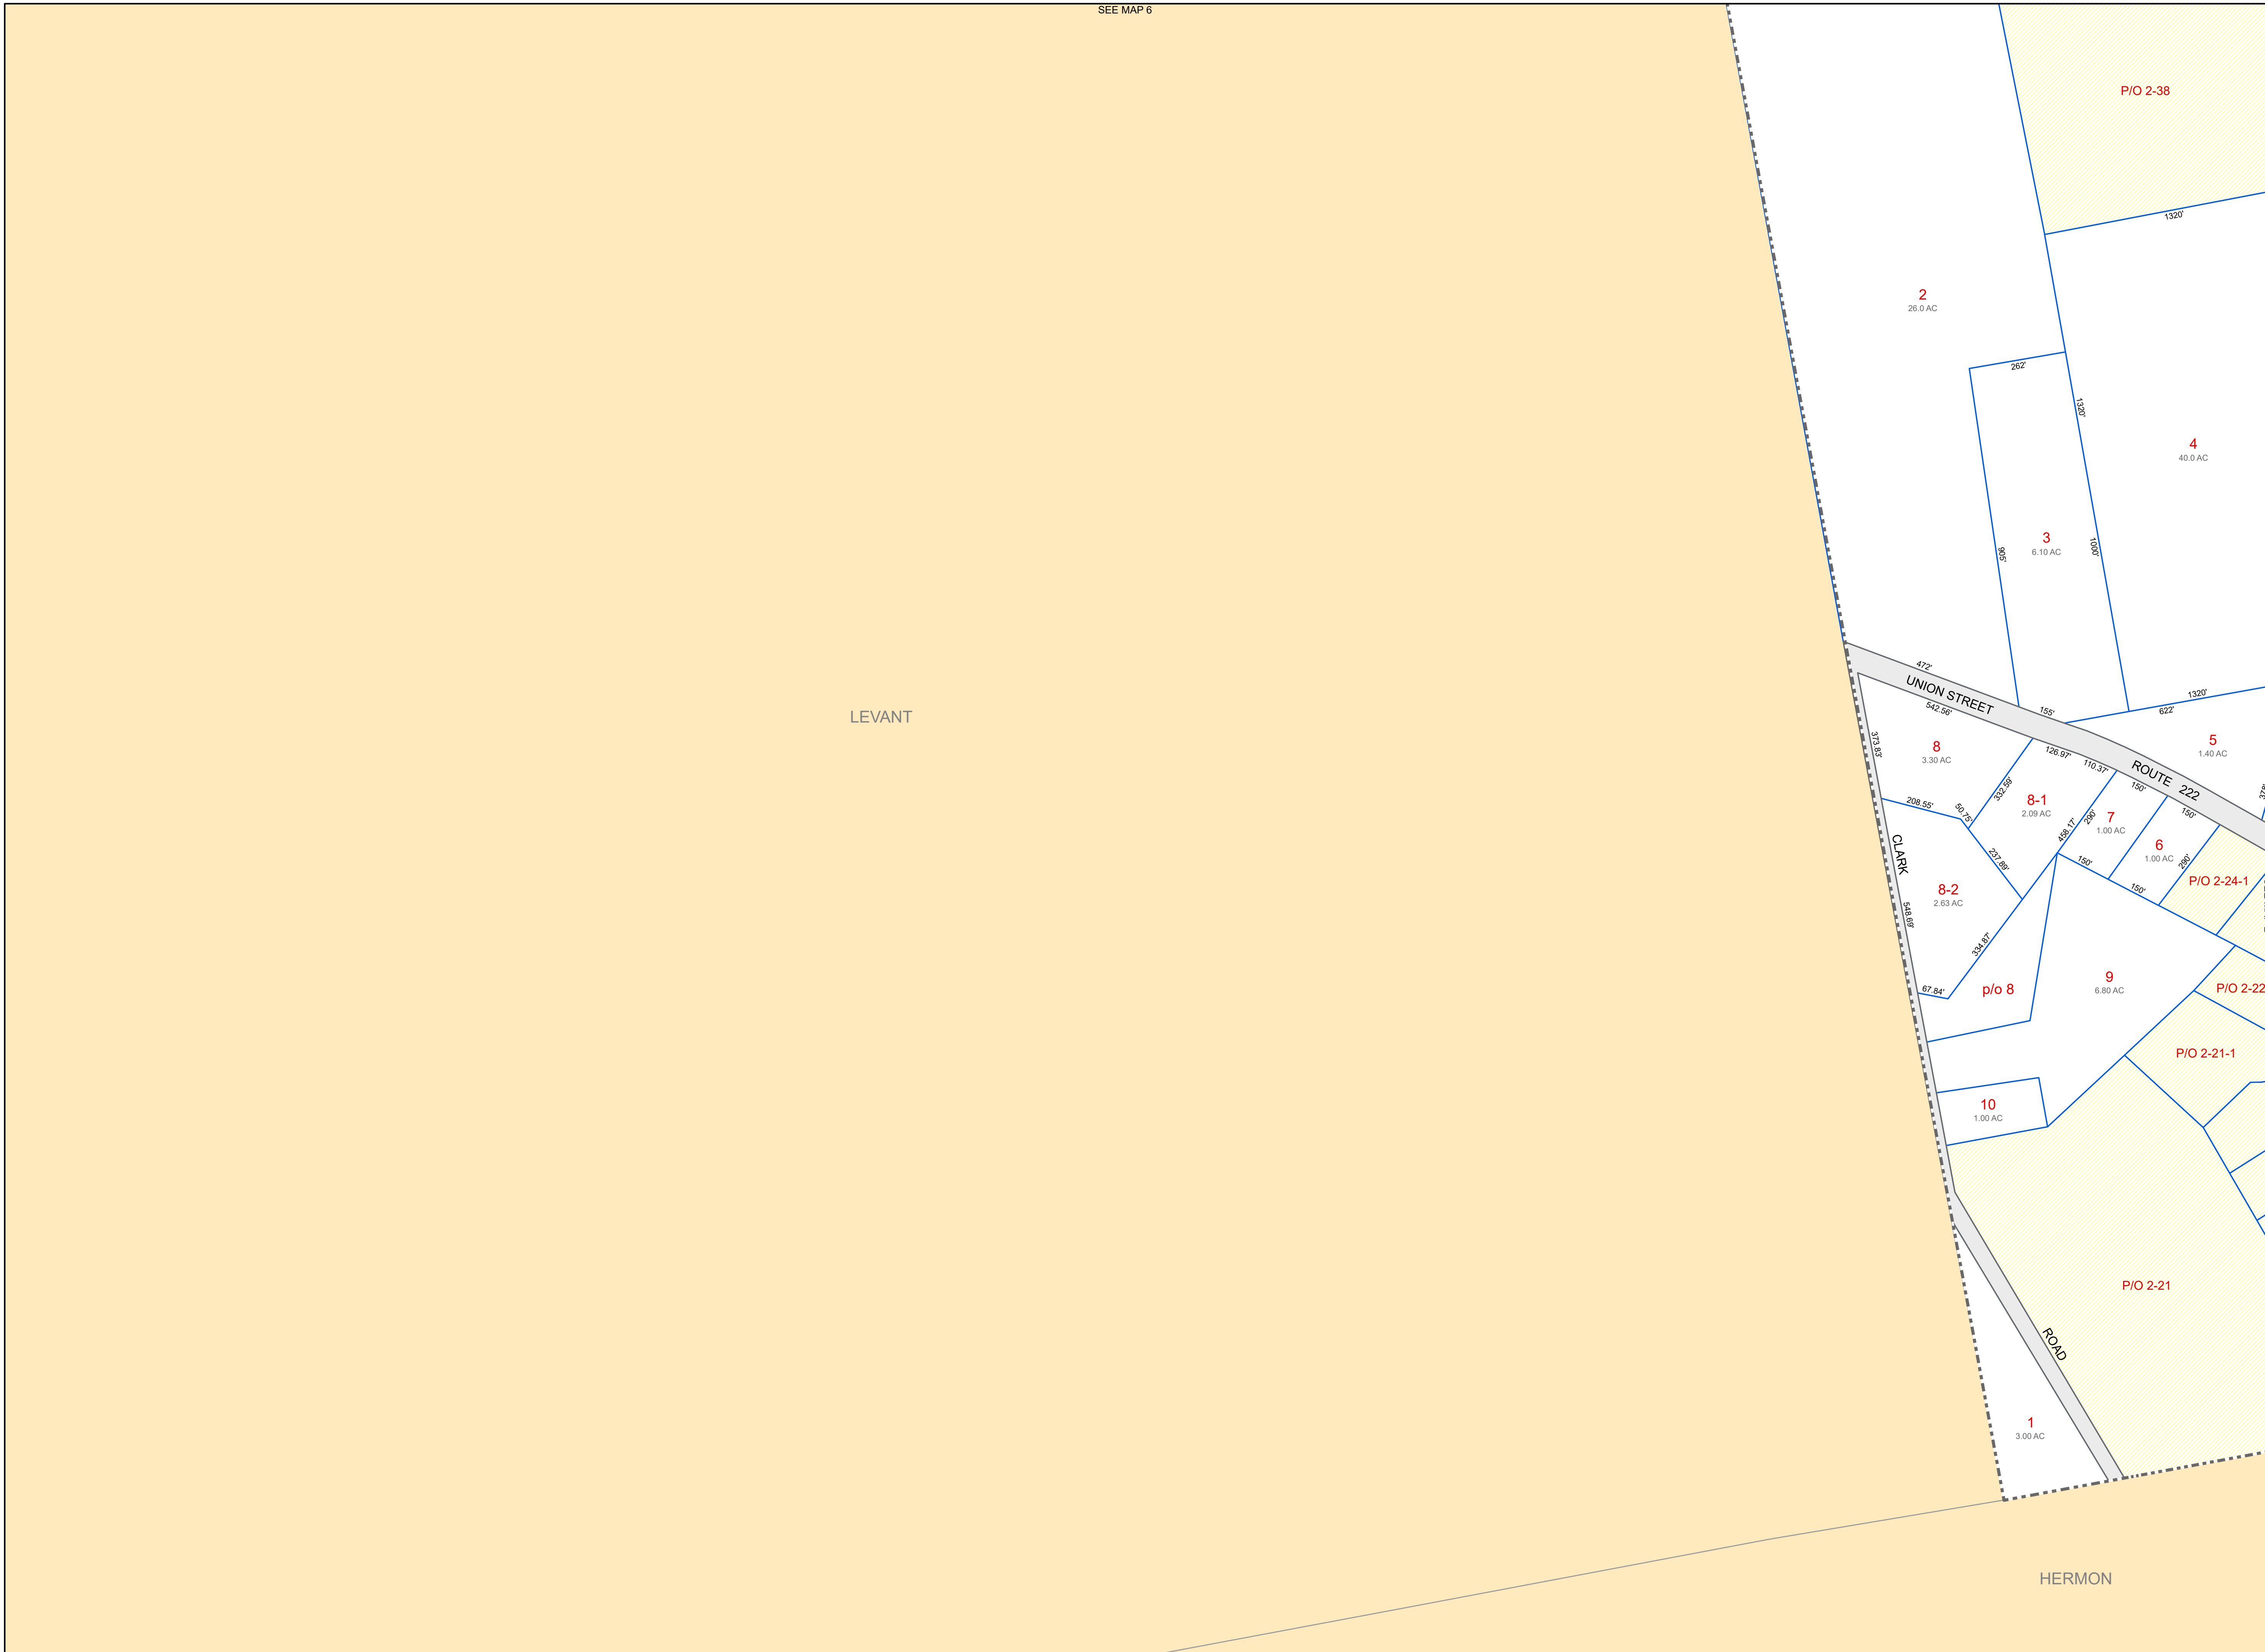 SEE MAP 6
P/O 2-38
1320'
2
26.0 AC
262'
1320'
4
40.0 AC
3
6.10 AC
905'
1000'
472'
UNION STREET
542.56'
155'
1320'
622'
LEVANT
373.83'
8
3.30 AC
126.97'
110.37'
5
1.40 AC
ROUTE 222
378'
332.59'
208.55'
50.75'
8-1
2.09 AC
150'
150'
458.17'
290'
7
1.00 AC
6
1.00 AC
290'
CLARK
237.89'
150'
150'
P/O 2-24-1
8-2
2.63 AC
548.69'
334.87'
67.84'
p/o 8
9
6.80 AC
P/O 2-22
P/O 2-21-1
10
1.00 AC
P/O 2-21
ROAD
1
3.00 AC
HERMON